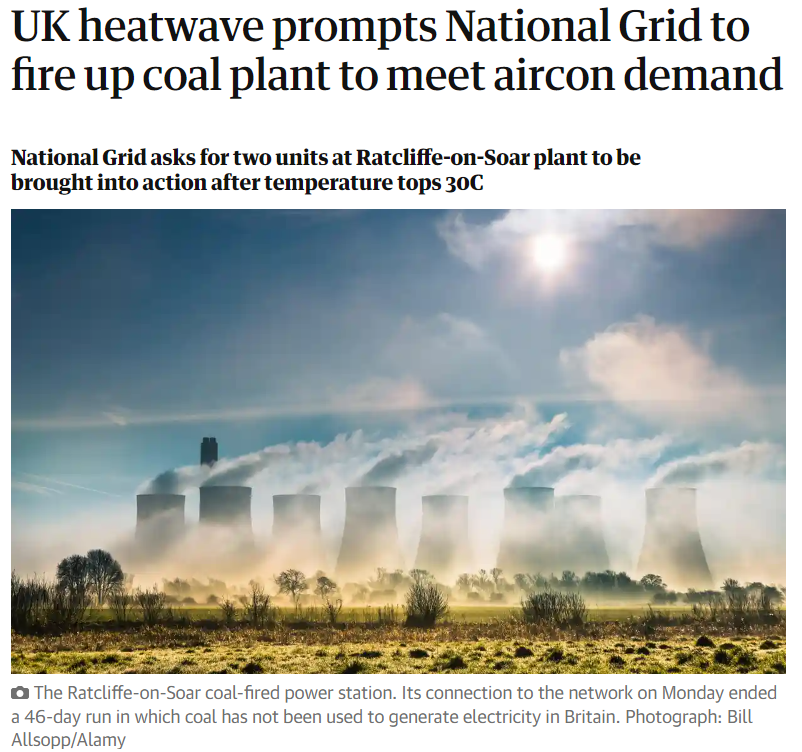 UK heatwave prompts National Grid to
fire up coal plant to meet aircon demand
National Grid asks for two units at Ratcliffe-on-Soar plant to be
brought into action after temperature tops 30C
The Ratcliffe-on-Soar coal-fired power station. Its connection to the network on Monday ended
a 46-day run in which coal has not been used to generate electricity in Britain. Photograph: Bill
Allsopp/Alamy